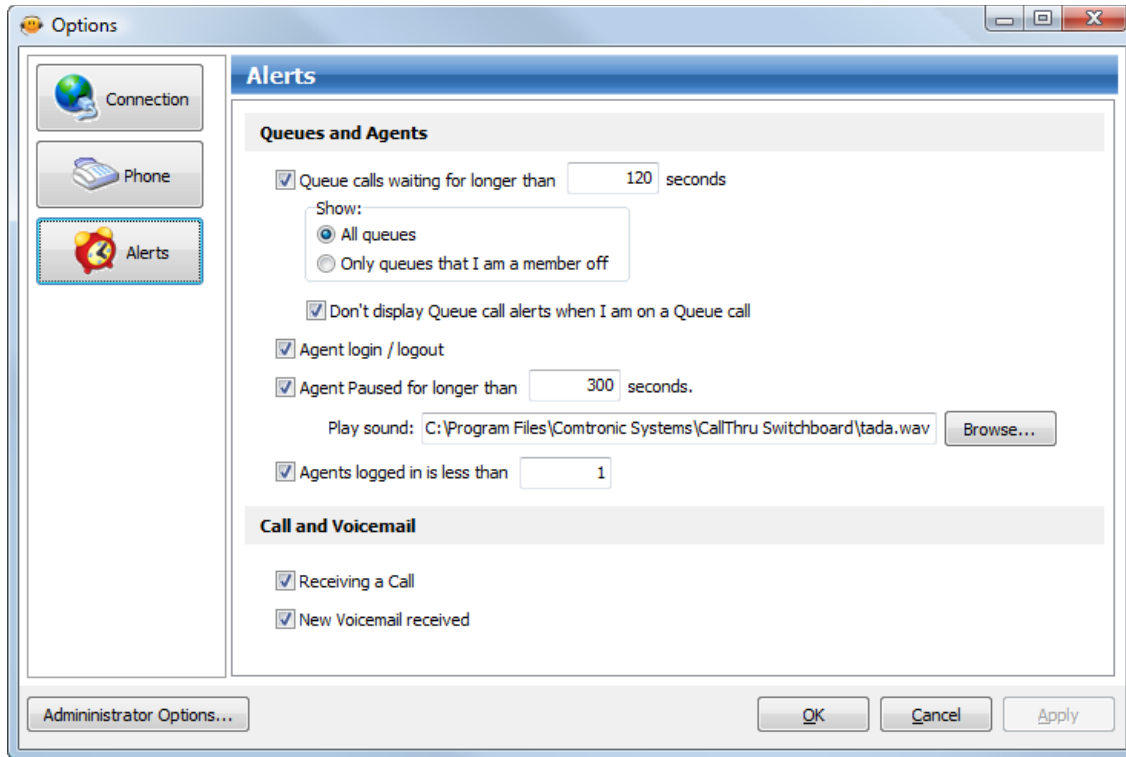 Options
Connection
Phone
Alerts
Alerts
Queues and Agents
Queue calls waiting for longer than 120 seconds
Show:
All queues
Only queues that I am a member off
Don't display Queue call alerts when I am on a Queue call
Agent login / logout
Agent Paused for longer than 300 seconds.
Play sound: C:\Program Files\Comtronic Systems\CallThru Switchboard\tada.wav Browse...
Agents logged in is less than 1
Call and Voicemail
Receiving a Call
New Voicemail received
Admininistrator Options... OK Cancel Apply